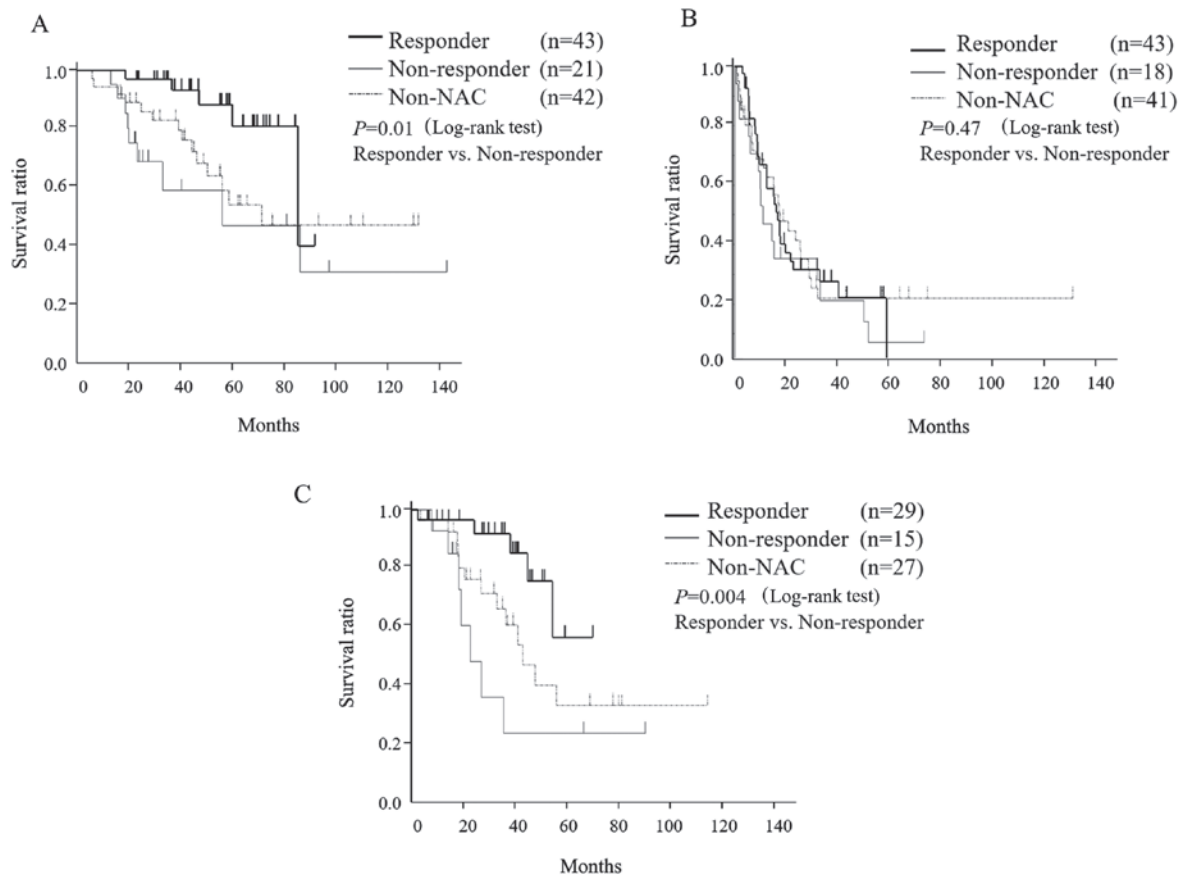 A
Responder (n=43)
Non-responder (n=21)
Non-NAC (n=42)
P=0.01 (Log-rank test)
Responder vs. Non-responder
1.0
0.8
0.6
0.4
0.2
0.0
Survival ratio
0 20 40 60 80 100 120 140
Months
B
Responder (n=43)
Non-responder (n=18)
Non-NAC (n=41)
P=0.47 (Log-rank test)
Responder vs. Non-responder
1.0
0.8
0.6
0.4
0.2
0.0
Survival ratio
0 20 40 60 80 100 120 140
Months
C
Responder (n=29)
Non-responder (n=15)
Non-NAC (n=27)
P=0.004 (Log-rank test)
Responder vs. Non-responder
1.0
0.8
0.6
0.4
0.2
0.0
Survival ratio
0 20 40 60 80 100 120 140
Months